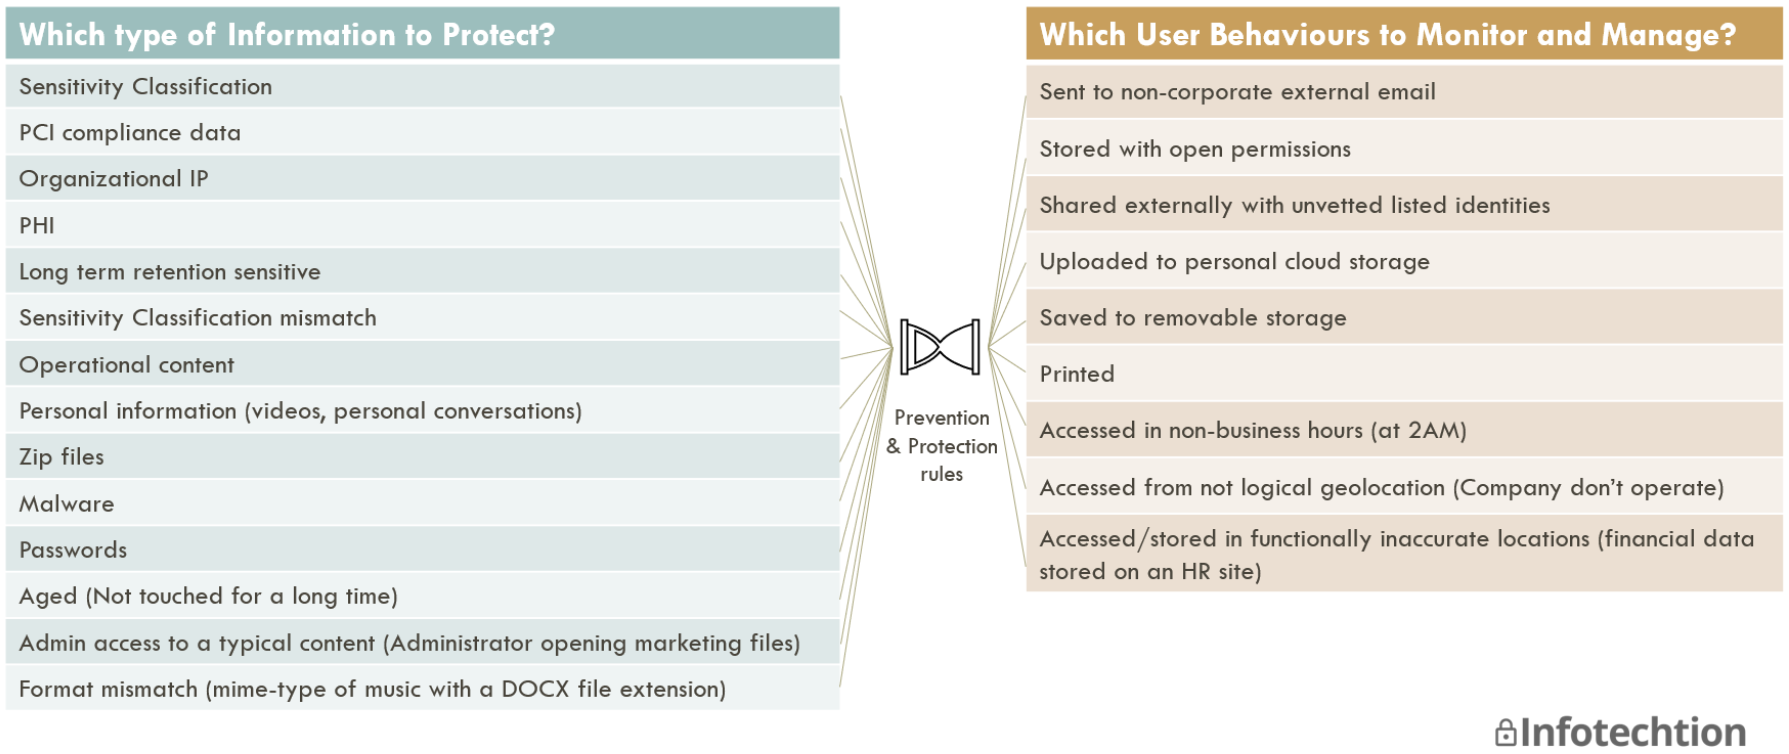 Which type of Information to Protect?
Sensitivity Classification
PCI compliance data
Organizational IP
PHI
Long term retention sensitive
Sensitivity Classification mismatch
Operational content
Personal information (videos, personal conversations)
Zip files
Malware
Passwords
Aged (Not touched for a long time)
Admin access to a typical content (Administrator opening marketing files)
Format mismatch (mime-type of music with a DOCX file extension)
Prevention
& Protection
rules
Which User Behaviours to Monitor and Manage?
Sent to non-corporate external email
Stored with open permissions
Shared externally with unvetted listed identities
Uploaded to personal cloud storage
Saved to removable storage
Printed
Accessed in non-business hours (at 2AM)
Accessed from not logical geolocation (Company don’t operate)
Accessed/stored in functionally inaccurate locations (financial data
stored on an HR site)
Infotechtion